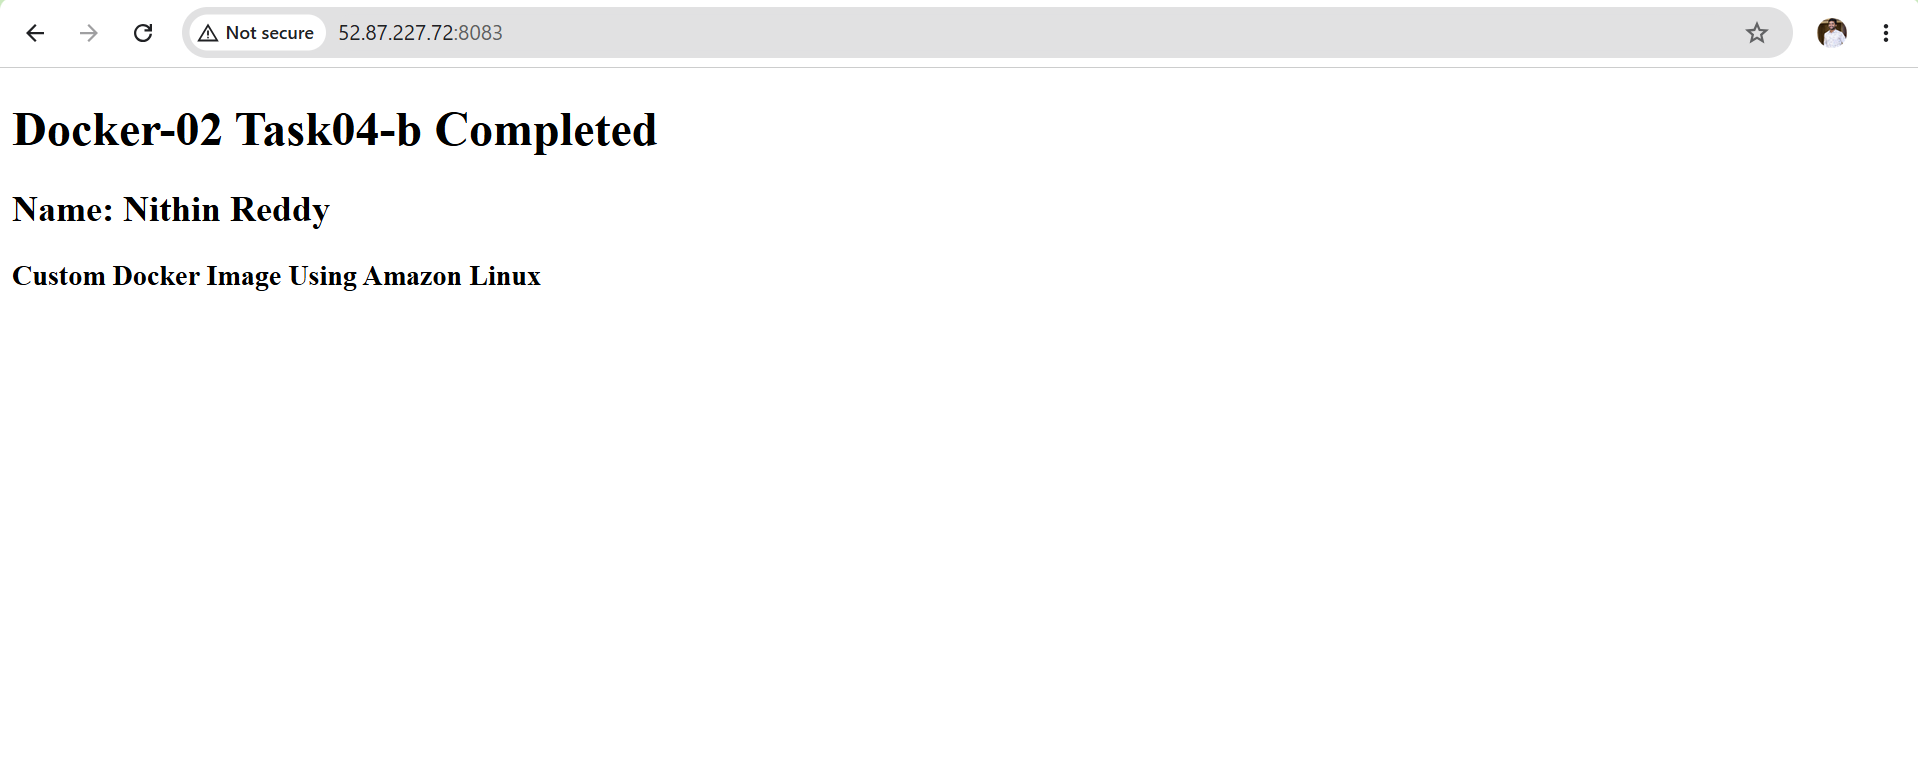 Not secure 52.87.227.72:8083
Docker-02 Task04-b Completed
Name: Nithin Reddy
Custom Docker Image Using Amazon Linux